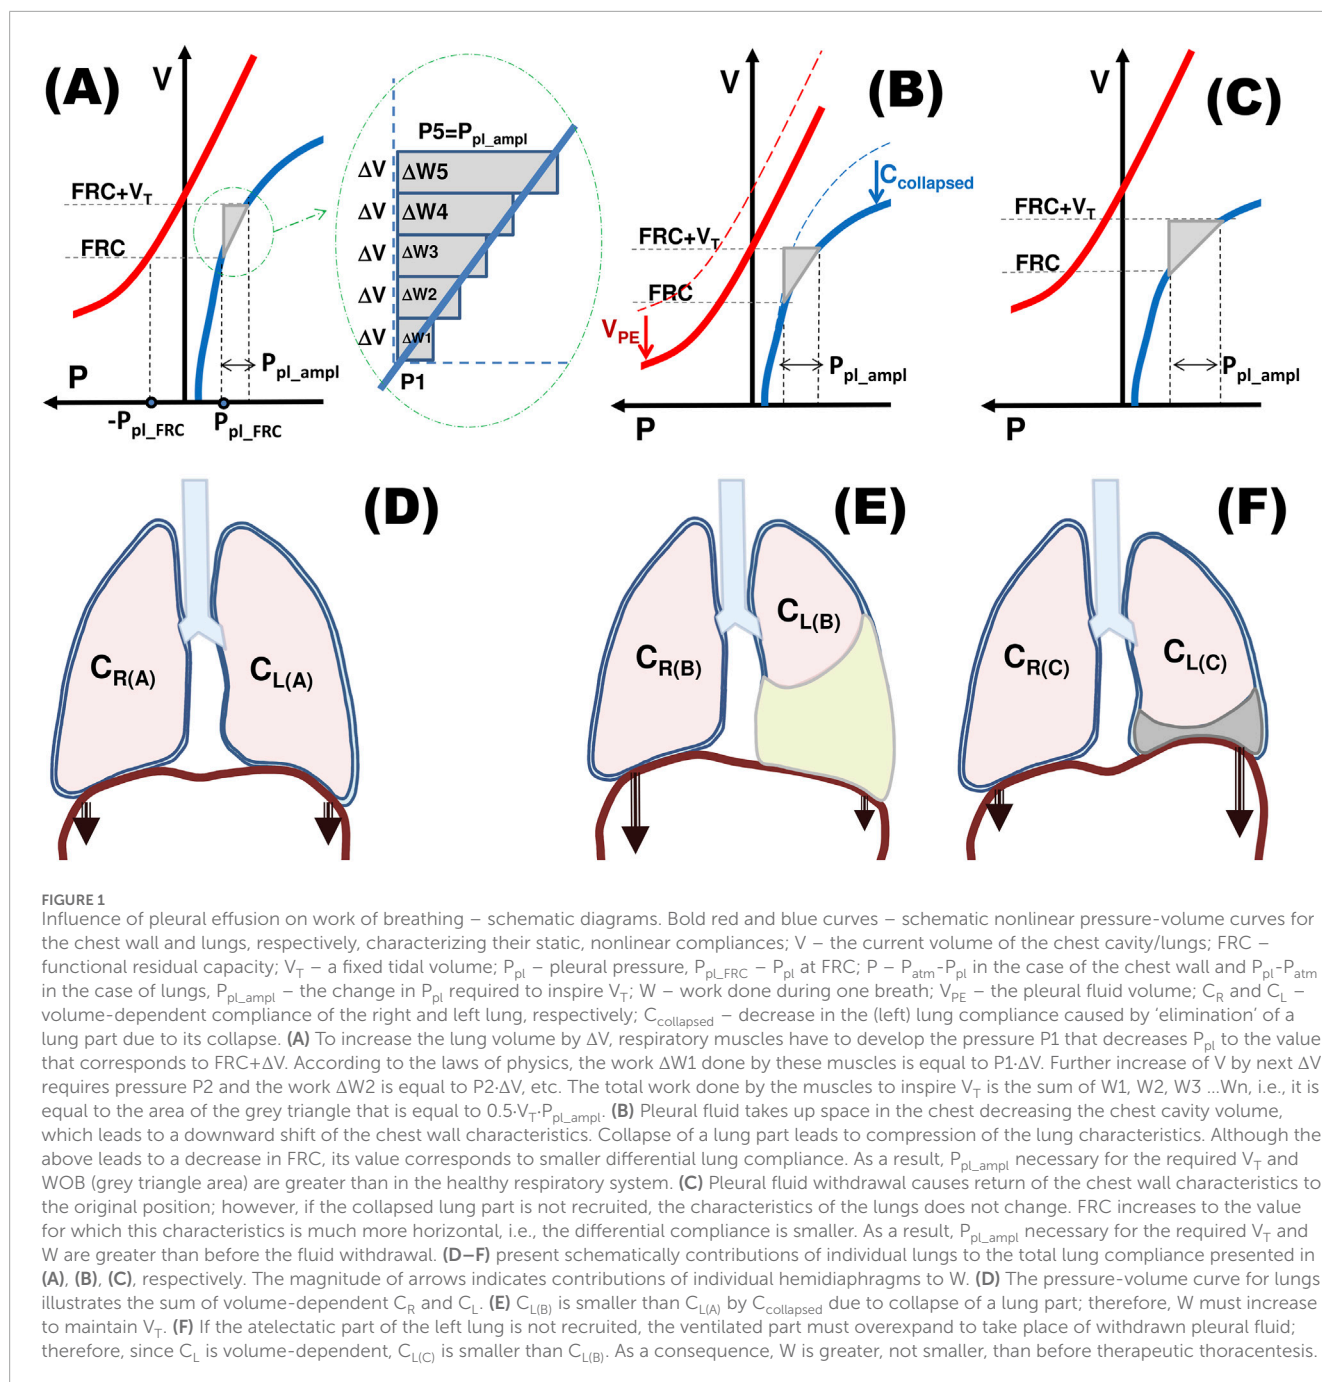 (A)
V
FRC+VT
FRC
P
-Ppl_FRC
Ppl_FRC
Ppl_ampl
P5=Ppl_ampl
ΔV ΔW5
ΔV ΔW4
ΔV ΔW3
ΔV ΔW2
ΔV ΔW1
P1
(B)
V
Ccollapsed
FRC+VT
FRC
VPE
Ppl_ampl
P
(C)
V
FRC+VT
FRC
Ppl_ampl
P
(D)
CR(A)
CL(A)
(E)
CR(B)
CL(B)
(F)
CR(C)
CL(C)
FIGURE 1
Influence of pleural effusion on work of breathing – schematic diagrams. Bold red and blue curves – schematic nonlinear pressure-volume curves for
the chest wall and lungs, respectively, characterizing their static, nonlinear compliances; V – the current volume of the chest cavity/lungs; FRC –
functional residual capacity; VT – a fixed tidal volume; Ppl – pleural pressure, Ppl_FRC – Ppl at FRC; P – Patm-Ppl in the case of the chest wall and Ppl-Patm
in the case of lungs, Ppl_ampl – the change in Ppl required to inspire VT; W – work done during one breath; VPE – the pleural fluid volume; CR and CL –
volume-dependent compliance of the right and left lung, respectively; Ccollapsed – decrease in the (left) lung compliance caused by ‘elimination’ of a
lung part due to its collapse. (A) To increase the lung volume by ΔV, respiratory muscles have to develop the pressure P1 that decreases Ppl to the value
that corresponds to FRC+ΔV. According to the laws of physics, the work ΔW1 done by these muscles is equal to P1·ΔV. Further increase of V by next ΔV
requires pressure P2 and the work ΔW2 is equal to P2·ΔV, etc. The total work done by the muscles to inspire VT is the sum of W1, W2, W3 ...Wn, i.e., it is
equal to the area of the grey triangle that is equal to 0.5·VT·Ppl_ampl. (B) Pleural fluid takes up space in the chest decreasing the chest cavity volume,
which leads to a downward shift of the chest wall characteristics. Collapse of a lung part leads to compression of the lung characteristics. Although the
above leads to a decrease in FRC, its value corresponds to smaller differential lung compliance. As a result, Ppl_ampl necessary for the required VT and
WOB (grey triangle area) are greater than in the healthy respiratory system. (C) Pleural fluid withdrawal causes return of the chest wall characteristics to
the original position; however, if the collapsed lung part is not recruited, the characteristics of the lungs does not change. FRC increases to the value
for which this characteristics is much more horizontal, i.e., the differential compliance is smaller. As a result, Ppl_ampl necessary for the required VT and
W are greater than before the fluid withdrawal. (D–F) present schematically contributions of individual lungs to the total lung compliance presented in
(A), (B), (C), respectively. The magnitude of arrows indicates contributions of individual hemidiaphragms to W. (D) The pressure-volume curve for lungs
illustrates the sum of volume-dependent CR and CL. (E) CL(B) is smaller than CL(A) by Ccollapsed due to collapse of a lung part; therefore, W must increase
to maintain VT. (F) If the atelectatic part of the left lung is not recruited, the ventilated part must overexpand to take place of withdrawn pleural fluid;
therefore, since CL is volume-dependent, CL(C) is smaller than CL(B). As a consequence, W is greater, not smaller, than before therapeutic thoracentesis.